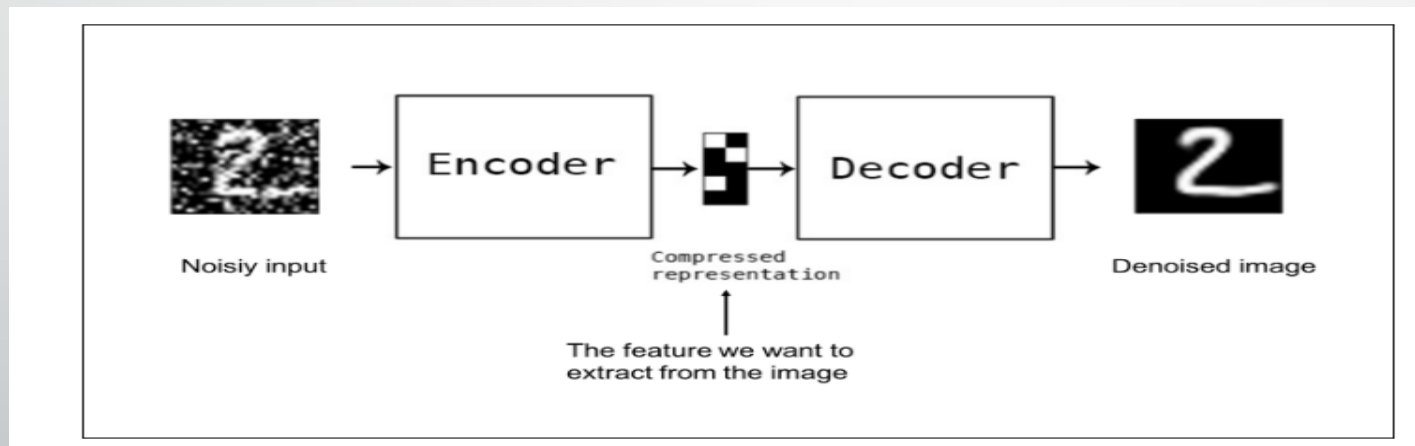 Encoder
Decoder
Noisiy input
Compressed
representation
Denoised image
The feature we want to
extract from the image